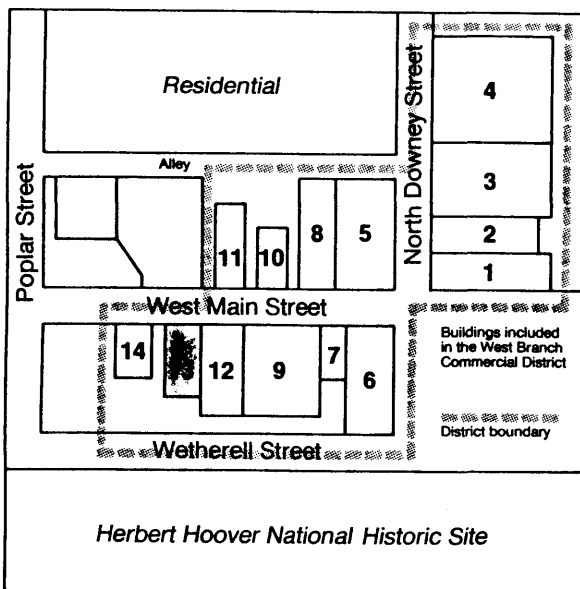 Residential
North Downey Street
4
Alley
3
Poplar Street
11
10
8
5
2
1
West Main Street
14
12
9
7
6
Buildings included
in the West Branch
Commercial District
District boundary
Wetherell Street
Herbert Hoover National Historic Site